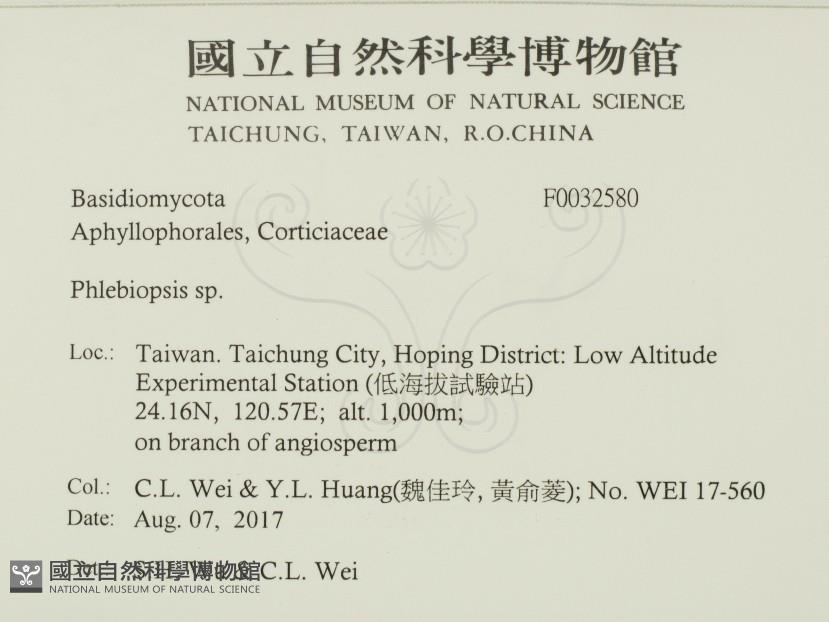 國立自然科學博物館
NATIONAL MUSEUM OF NATURAL SCIENCE
TAICHUNG, TAIWAN, R.O.CHINA
Basidiomycota F0032580
Aphyllophorales, Corticiaceae
Phlebiopsis sp.
Loc.: Taiwan. Taichung City, Hoping District: Low Altitude
Experimental Station (低海拔試驗站)
24.16N, 120.57E; alt. 1,000m;
on branch of angiosperm
Col.: C.L. Wei & Y.L. Huang(魏佳玲, 黃俞菱); No. WEI 17-560
Date: Aug. 07, 2017
C.L. Wei
國立自然科學博物館
NATIONAL MUSEUM OF NATURAL SCIENCE